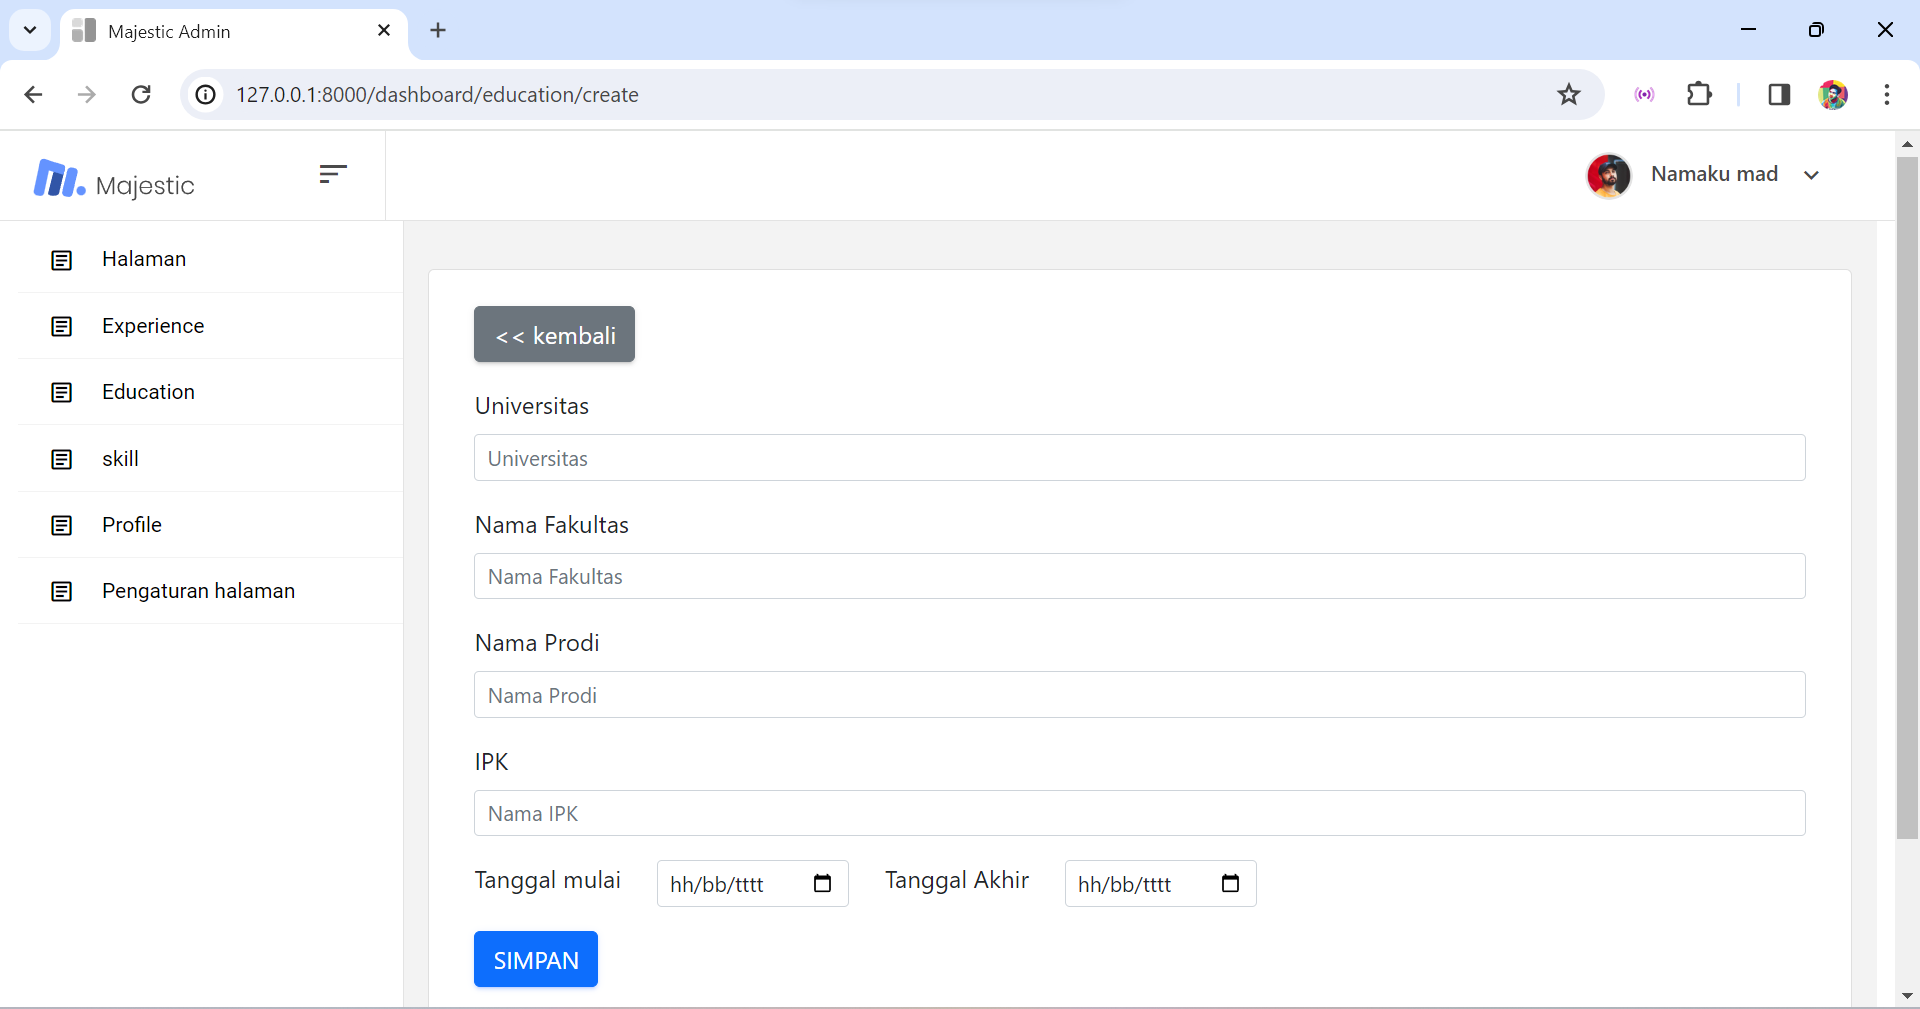 Majestic Admin
127.0.0.1:8000/dashboard/education/create
Majestic
Namaku mad
Halaman
Experience
Education
skill
Profile
Pengaturan halaman
<< kembali
Universitas
Universitas
Nama Fakultas
Nama Fakultas
Nama Prodi
Nama Prodi
IPK
Nama IPK
Tanggal mulai hh/bb/tttt Tanggal Akhir hh/bb/tttt
SIMPAN